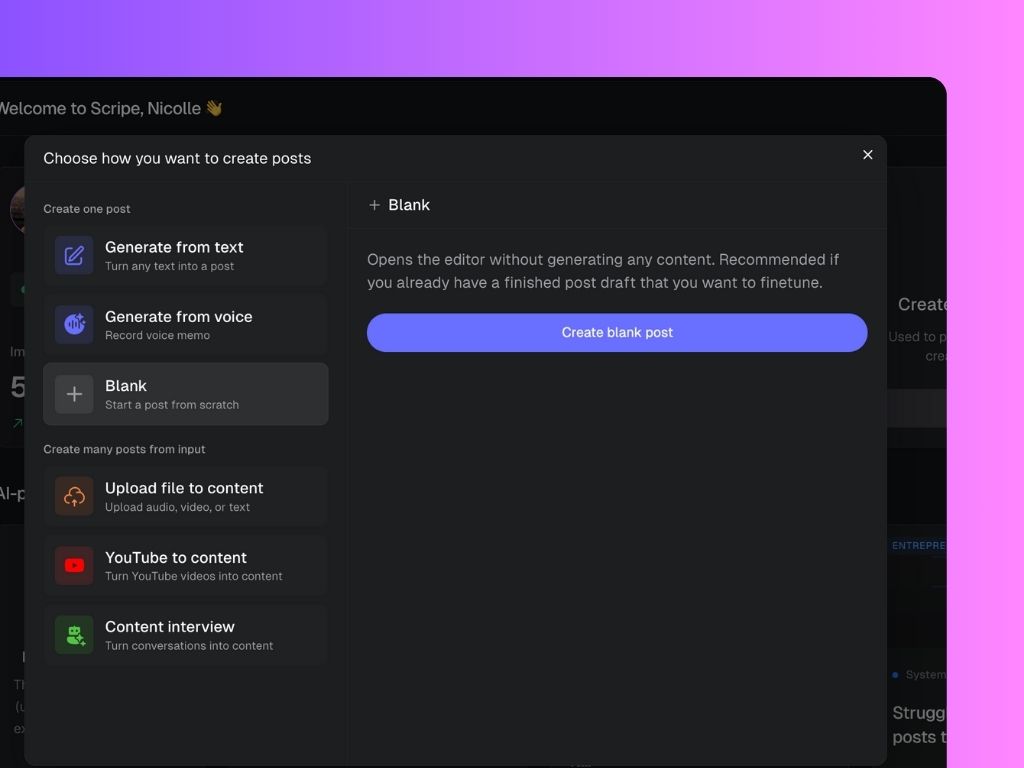 Welcome to Scripe, Nicolle 👋
Choose how you want to create posts
Create one post
Generate from text
Turn any text into a post
Generate from voice
Record voice memo
Blank
Start a post from scratch
Create many posts from input
Upload file to content
Upload audio, video, or text
YouTube to content
Turn YouTube videos into content
Content interview
Turn conversations into content
+ Blank
Opens the editor without generating any content. Recommended if
you already have a finished post draft that you want to finetune.
Create blank post
Create
Used to p
crea
Im
5
AI-p
ENTREPRE
System
Strugg
posts t
Th
(u
ex